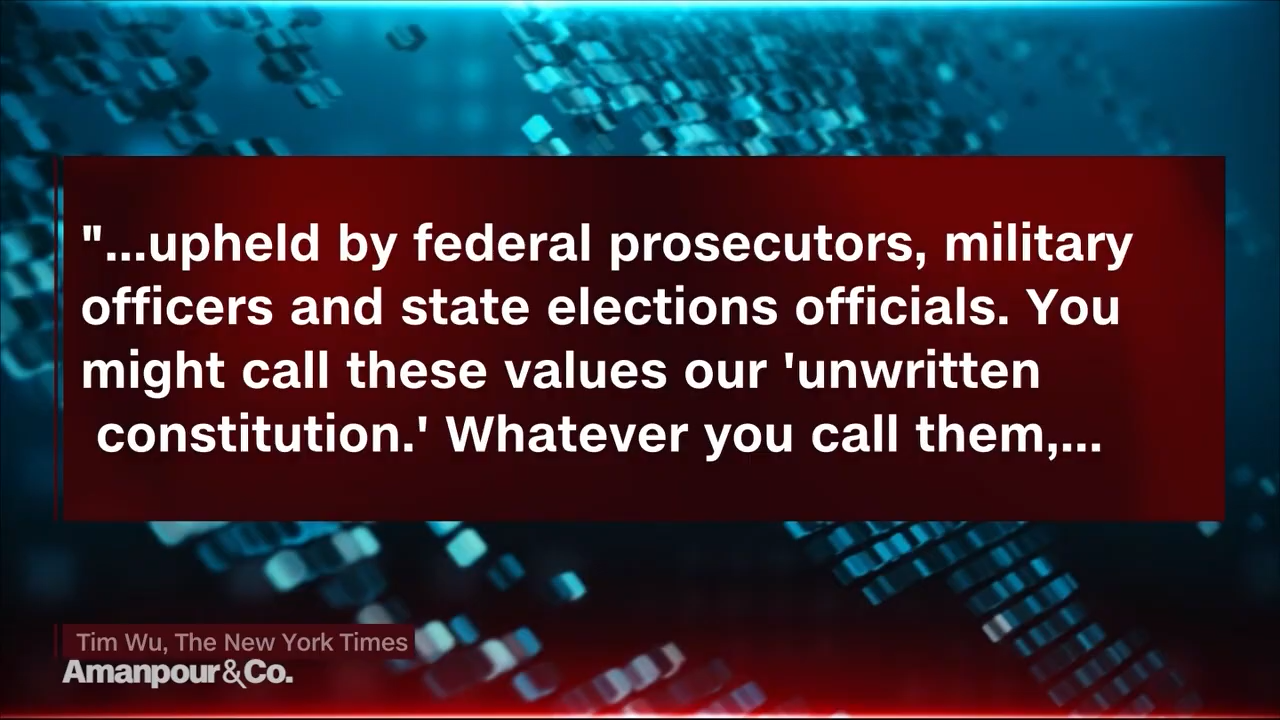 "...upheld by federal prosecutors, military
officers and state elections officials. You
might call these values our 'unwritten
constitution.' Whatever you call them,...
Tim Wu, The New York Times
Amanpour&Co.